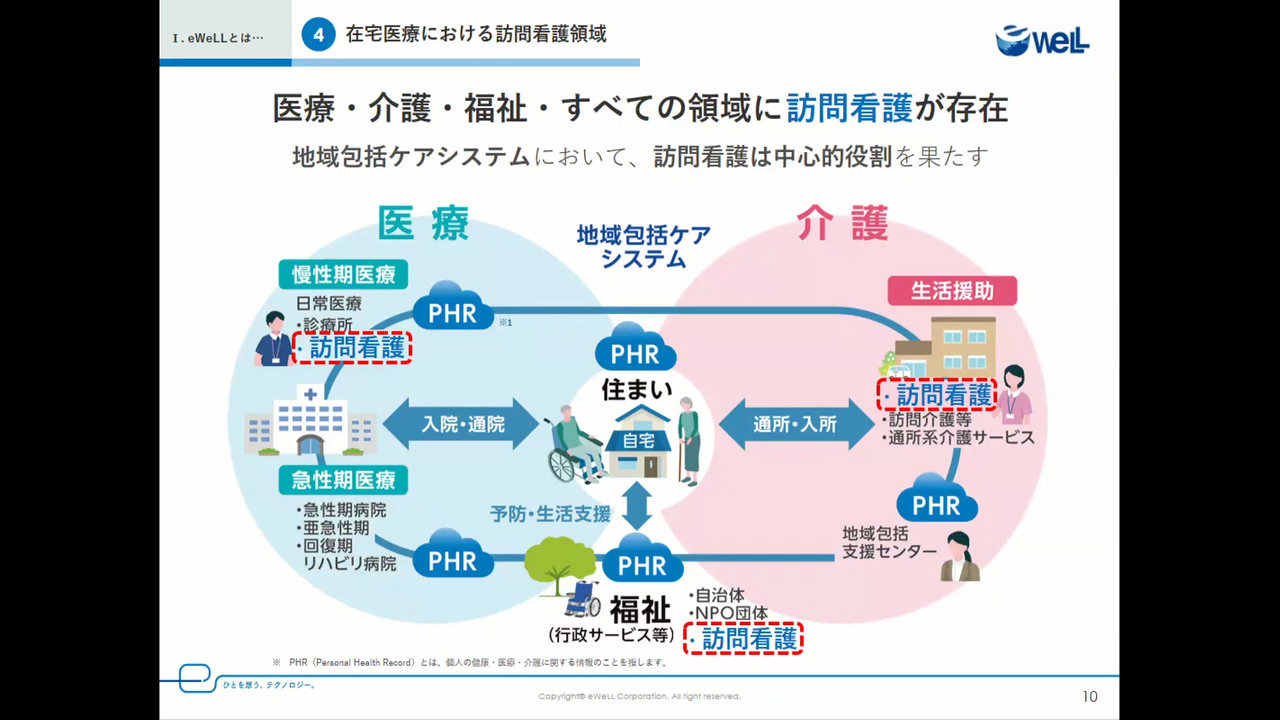 Ⅰ. eWeLLとは…
4 在宅医療における訪問看護領域
eWeLL
医療・介護・福祉・すべての領域に訪問看護が存在
地域包括ケアシステムにおいて、訪問看護は中心的役割を果たす
医療
地域包括ケア
システム
介護
慢性期医療
日常医療
・診療所
・訪問看護
PHR
※1
PHR
住まい
自宅
生活援助
・訪問看護
・訪問介護等
・通所系介護サービス
入院・通院
通所・入所
急性期医療
・急性期病院
・亜急性期
・回復期
リハビリ病院
予防・生活支援
PHR
PHR
PHR
地域包括
支援センター
福祉
(行政サービス等)
・自治体
・NPO団体
・訪問看護
※ PHR（Personal Health Record）とは、個人の健康・医療・介護に関する情報のことを指します。
ひとを想う、テクノロジー。
Copyright© eWeLL Corporation. All right reserved.
10